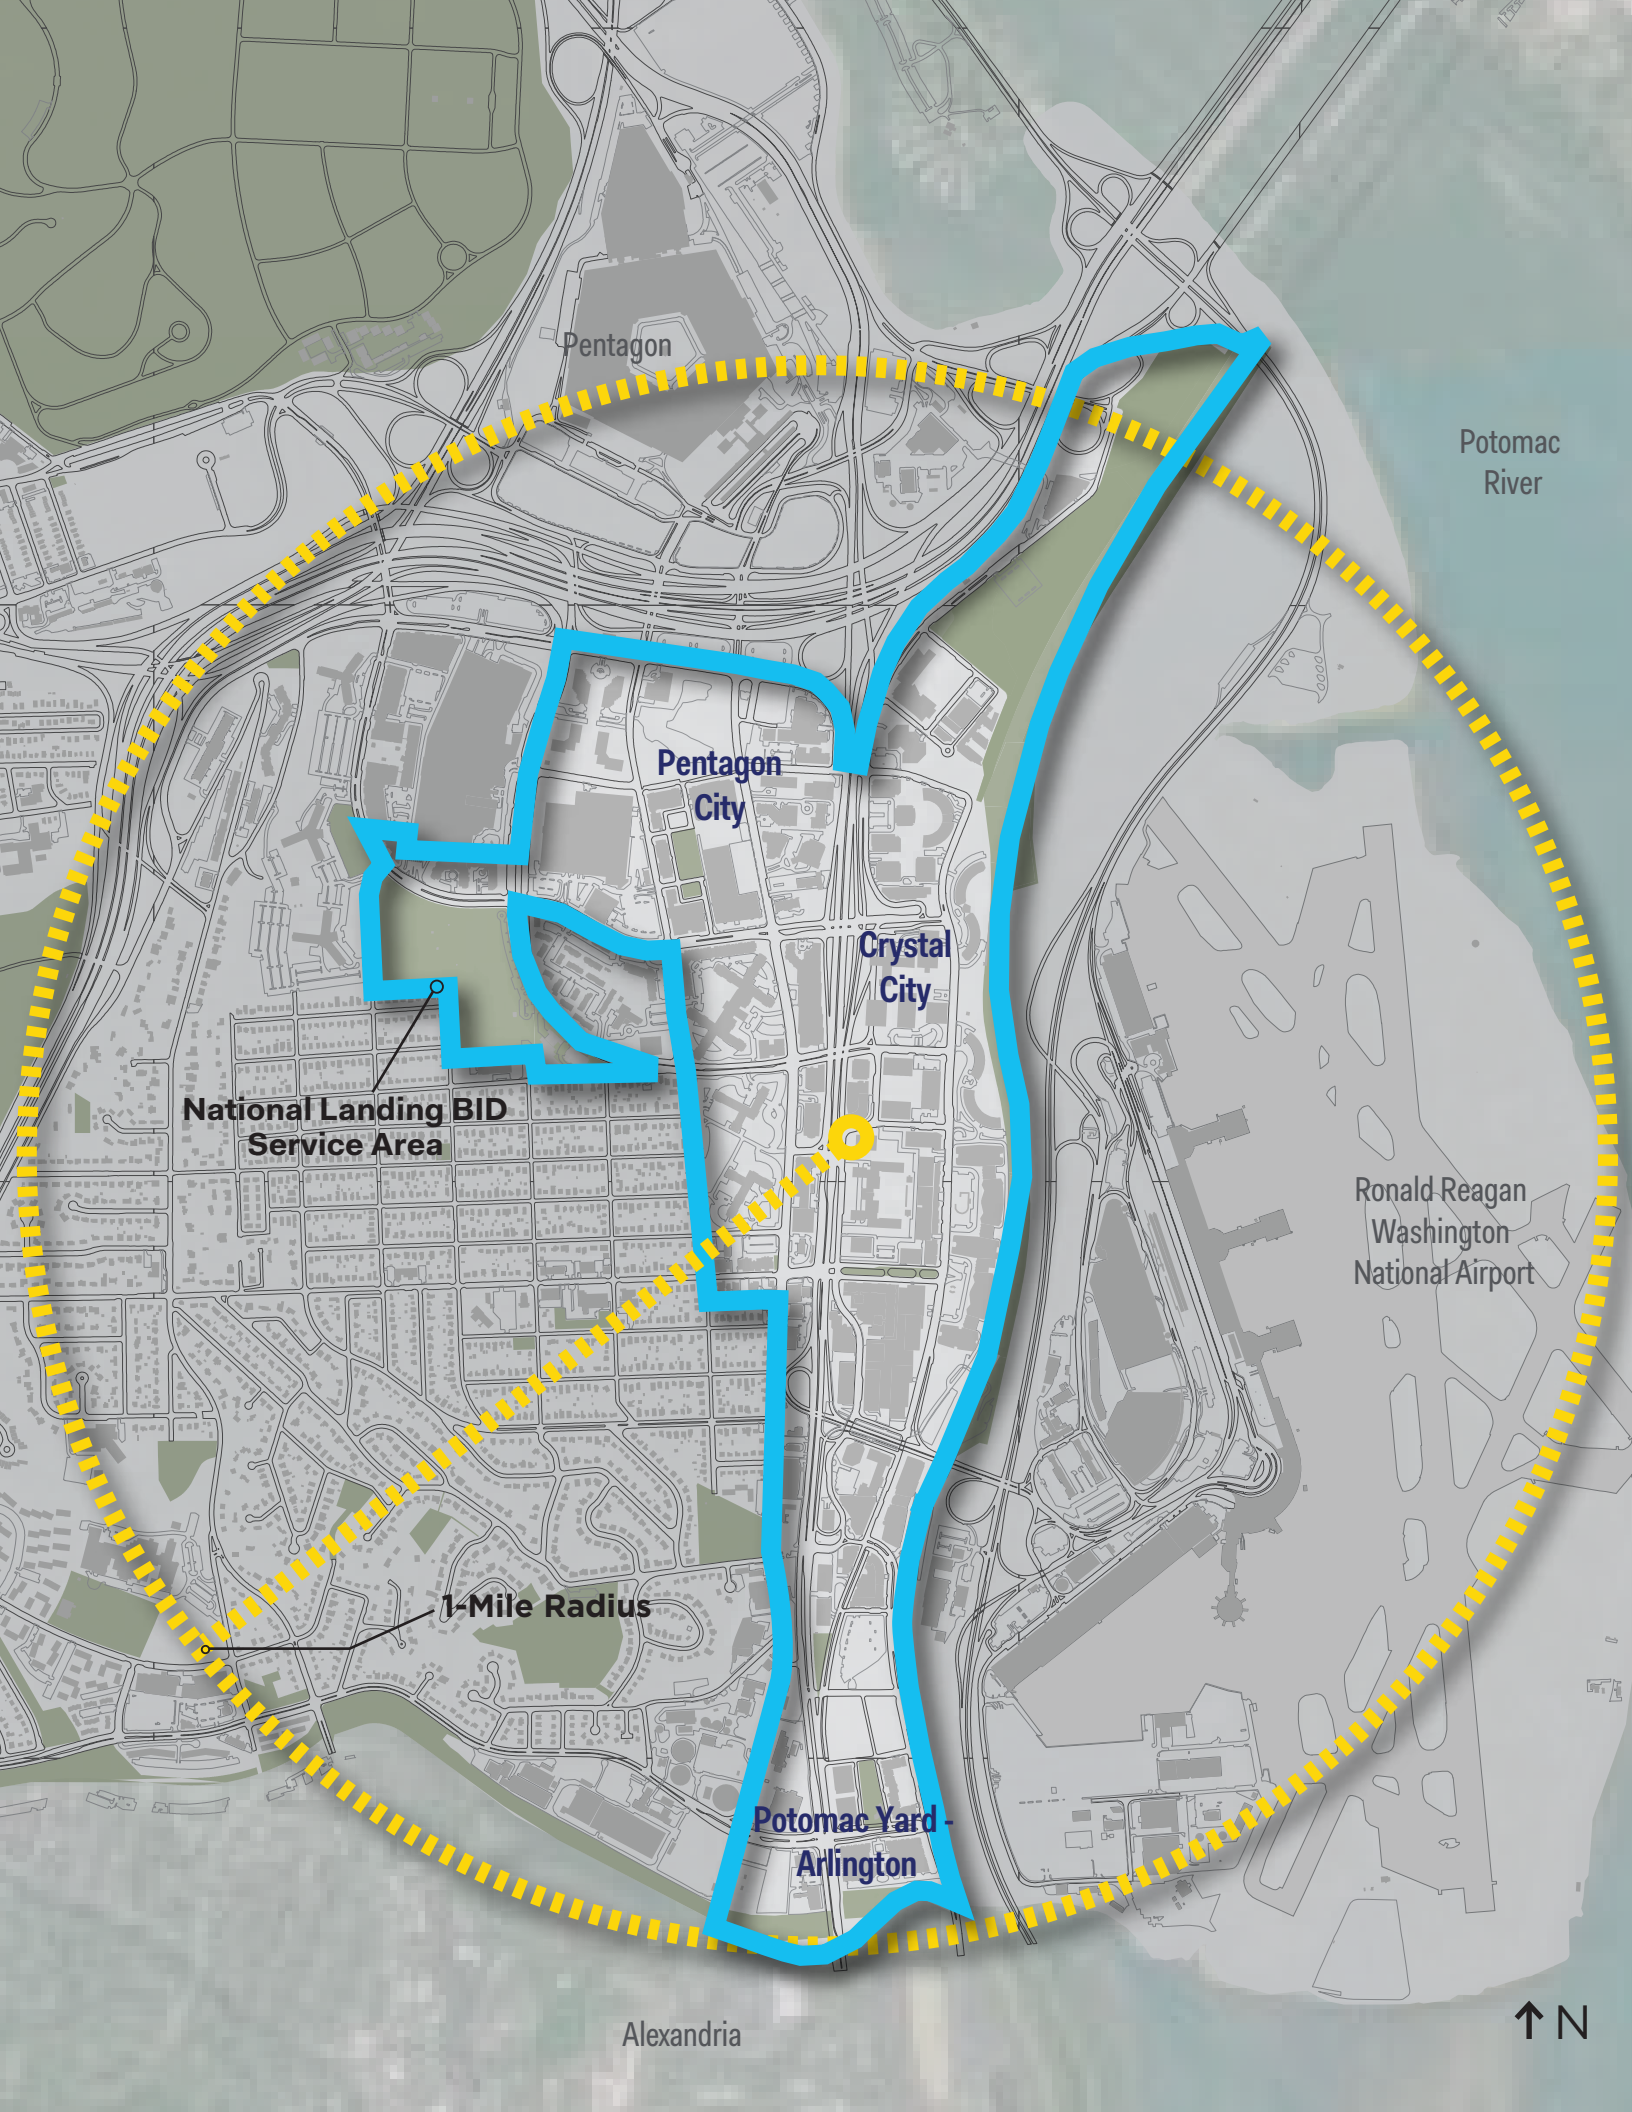 Pentagon
Potomac
River
Pentagon
City
Crystal
City
National Landing BID
Service Area
Ronald Reagan
Washington
National Airport
1-Mile Radius
Potomac Yard -
Arlington
Alexandria
N